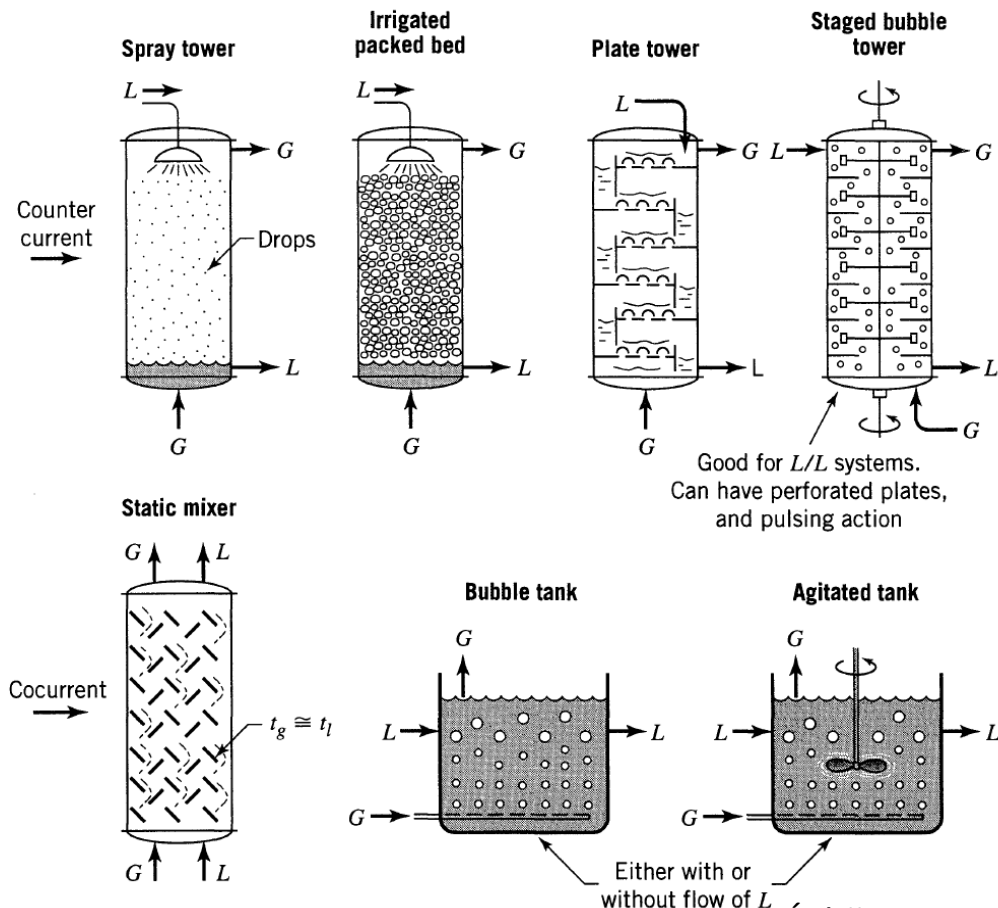 Spray tower
Irrigated
packed bed
Plate tower
Staged bubble
tower
L
L
L
G
G
G
L
G
Counter
current
Drops
L
L
L
L
G
G
G
G
Good for L/L systems.
Can have perforated plates,
and pulsing action
Static mixer
G
L
Bubble tank
Agitated tank
G
G
Cocurrent
t_g ≅ t_l
L
L
L
L
G
G
G
L
Either with or
without flow of L